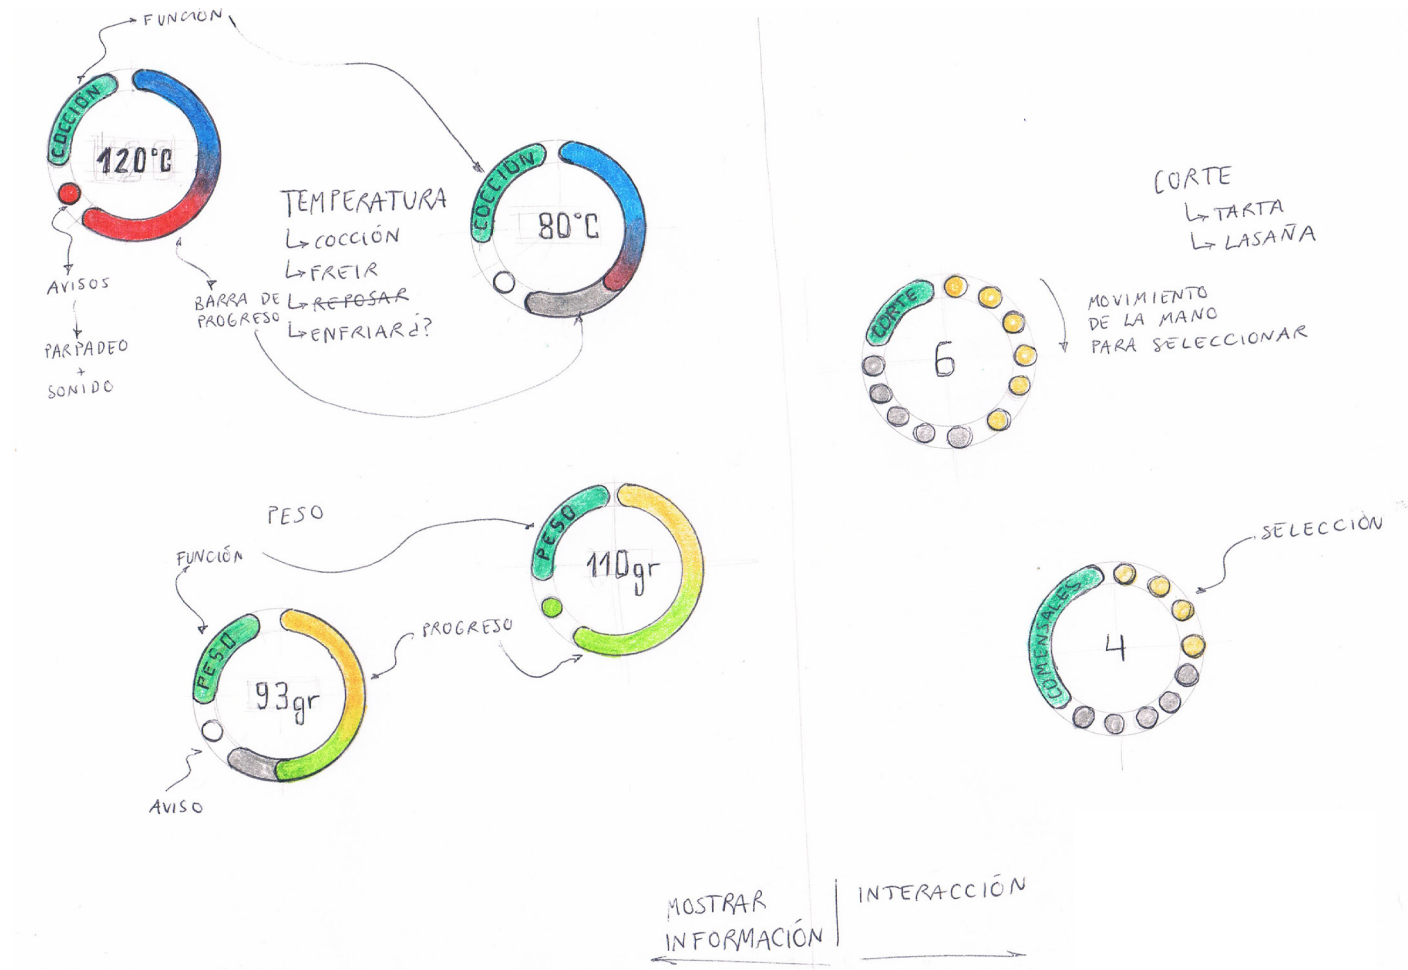 FUNCIÓN
COCCIÓN
120°C
AVISOS
PARPADEO
+
SONIDO
BARRA DE
PROGRESO
TEMPERATURA
COCCIÓN
FREIR
REPOSAR
ENFRIAR¿?
COCCIÓN
80°C
PESO
FUNCIÓN
PESO
93gr
AVISO
PROGRESO
PESO
110gr
CORTE
TARTA
LASAÑA
CORTE
6
MOVIMIENTO
DE LA MANO
PARA SELECCIONAR
SELECCIÓN
COMENSALES
4
MOSTRAR
INFORMACIÓN
INTERACCIÓN